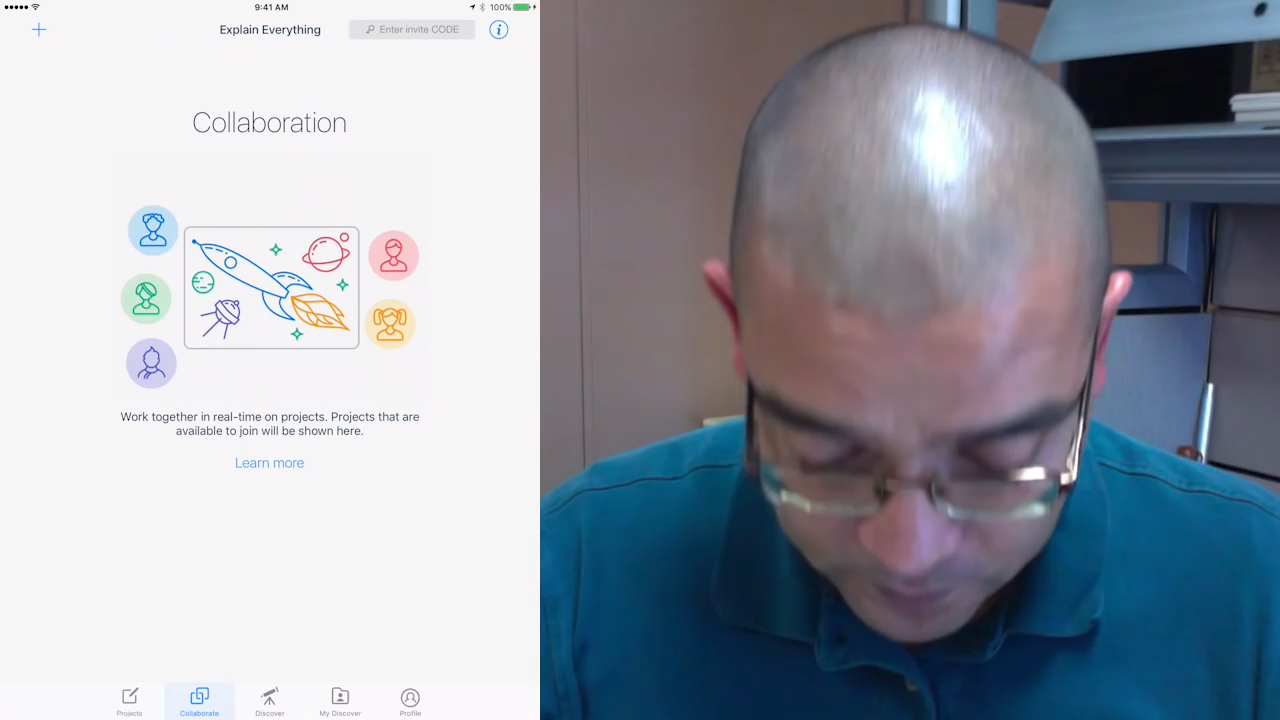 9:41 AM
100%
Explain Everything
Enter invite CODE
Collaboration
Work together in real-time on projects. Projects that are
available to join will be shown here.
Learn more
Projects
Collaborate
Discover
My Discover
Profile